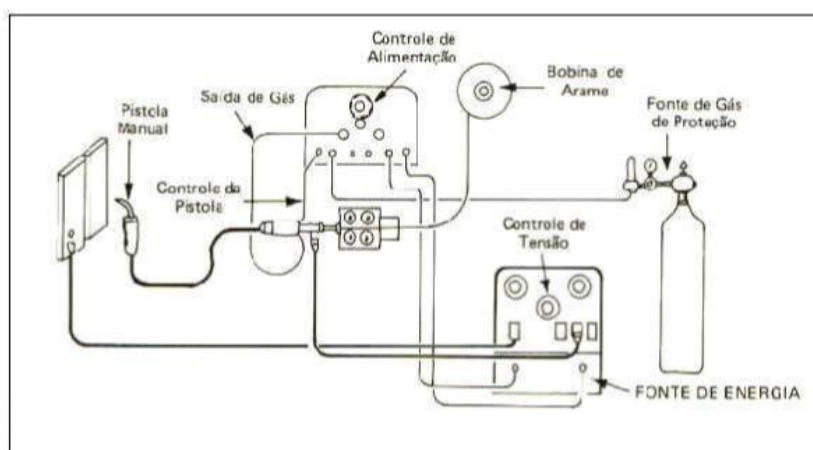 Controle de
Alimentação
Bobina de
Arame
Saída de Gás
Fonte de Gás
de Proteção
Pistola
Manual
Controle da
Pistola
Controle de
Tensão
FONTE DE ENERGIA